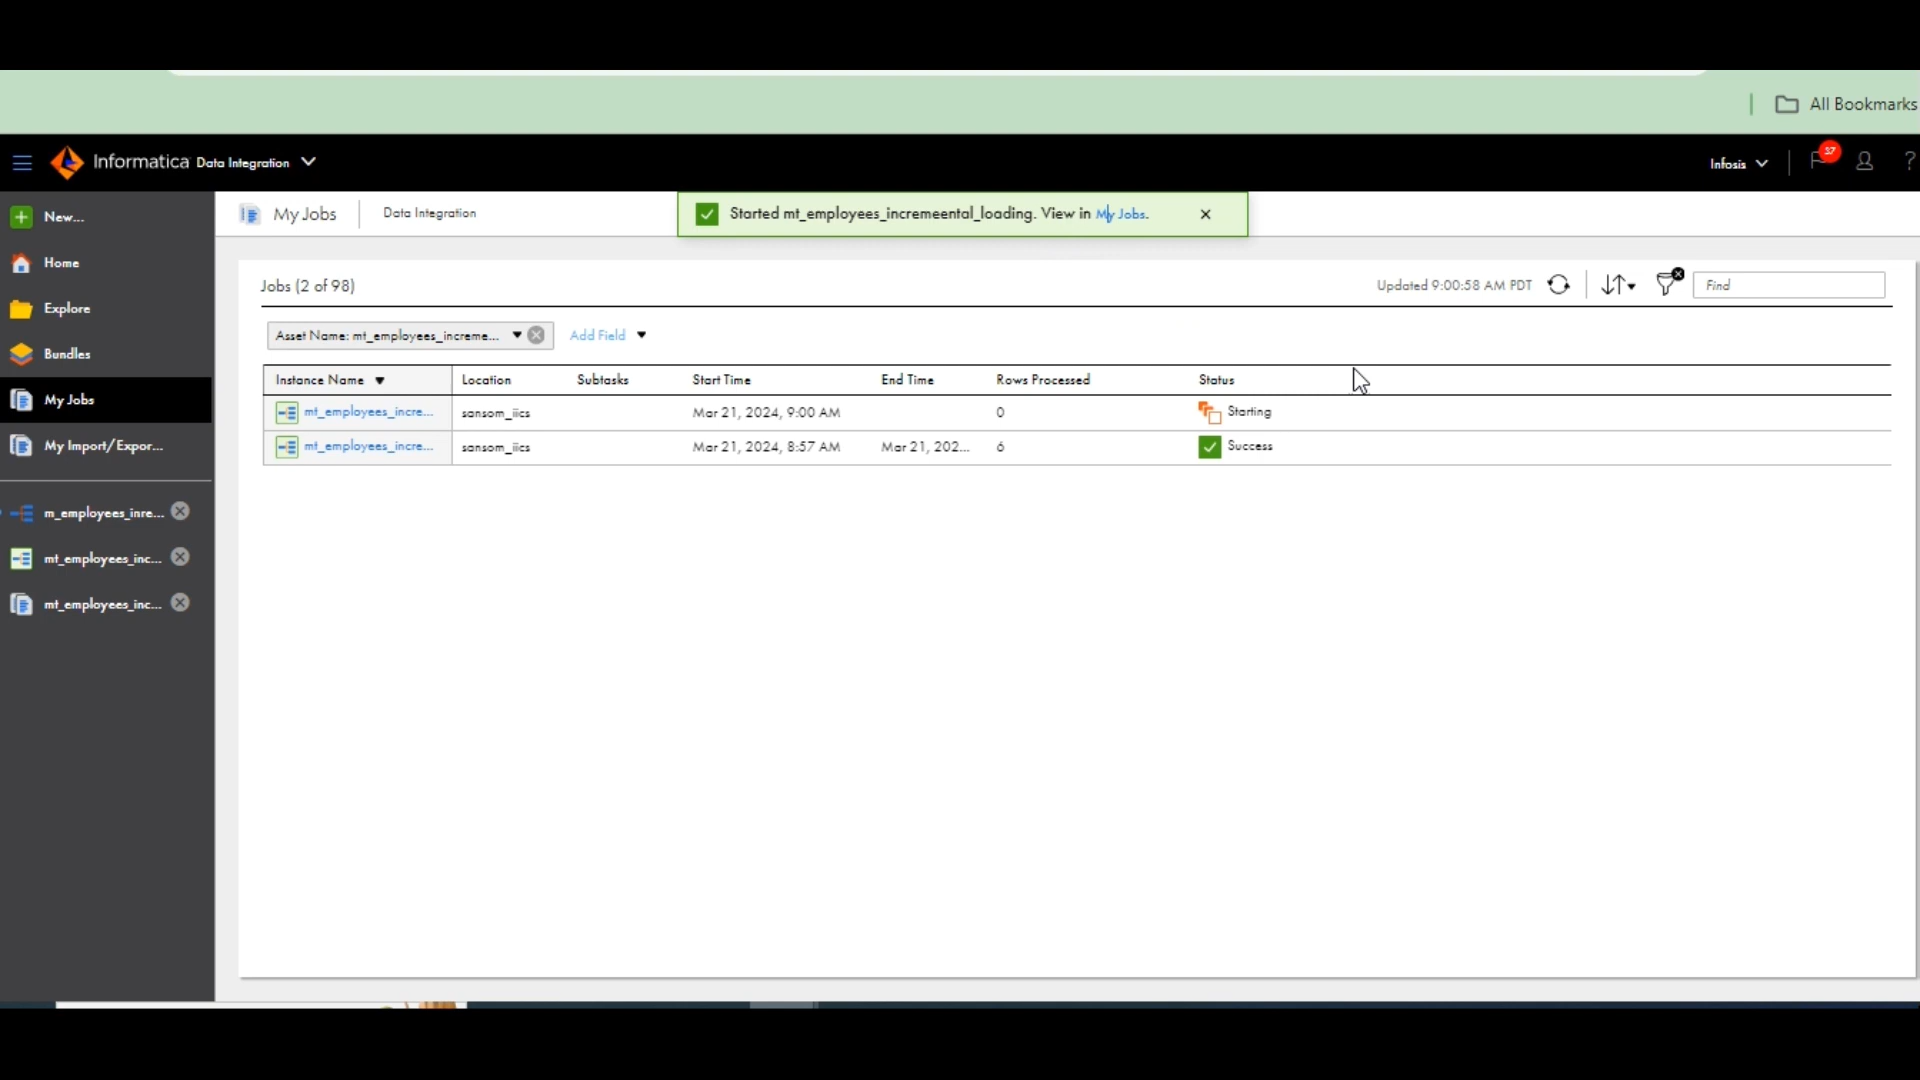 All Bookmarks
Informatica Data Integration
Infosis
37
?
New...
Home
Explore
Bundles
My Jobs
My Import/Expor...
m_employees_inre...
mt_employees_inc...
mt_employees_inc...
My Jobs
Data Integration
Started mt_employees_incremeental_loading. View in My Jobs.
Jobs (2 of 98)
Updated 9:00:58 AM PDT
Find
Asset Name: mt_employees_increme...
Add Field
Instance Name Location Subtasks Start Time End Time Rows Processed Status
mt_employees_incre... sansom_iics Mar 21, 2024, 9:00 AM 0 Starting
mt_employees_incre... sansom_iics Mar 21, 2024, 8:57 AM Mar 21, 202... 6 Success